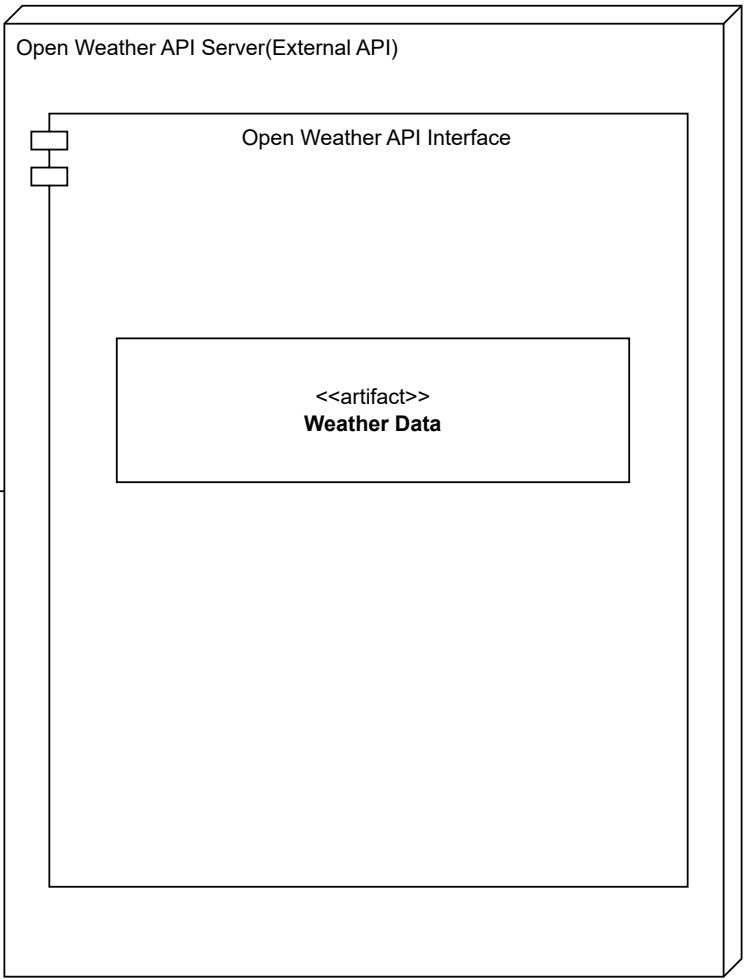 Open Weather API Server(External API)
Open Weather API Interface
<<artifact>>
Weather Data